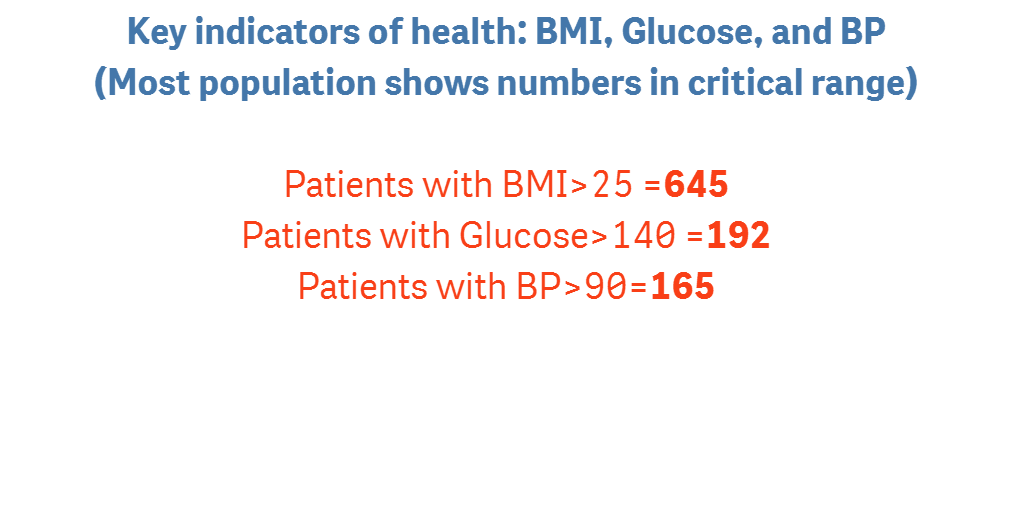 Key indicators of health: BMI, Glucose, and BP
(Most population shows numbers in critical range)
Patients with BMI>25 =645
Patients with Glucose>140 =192
Patients with BP>90=165